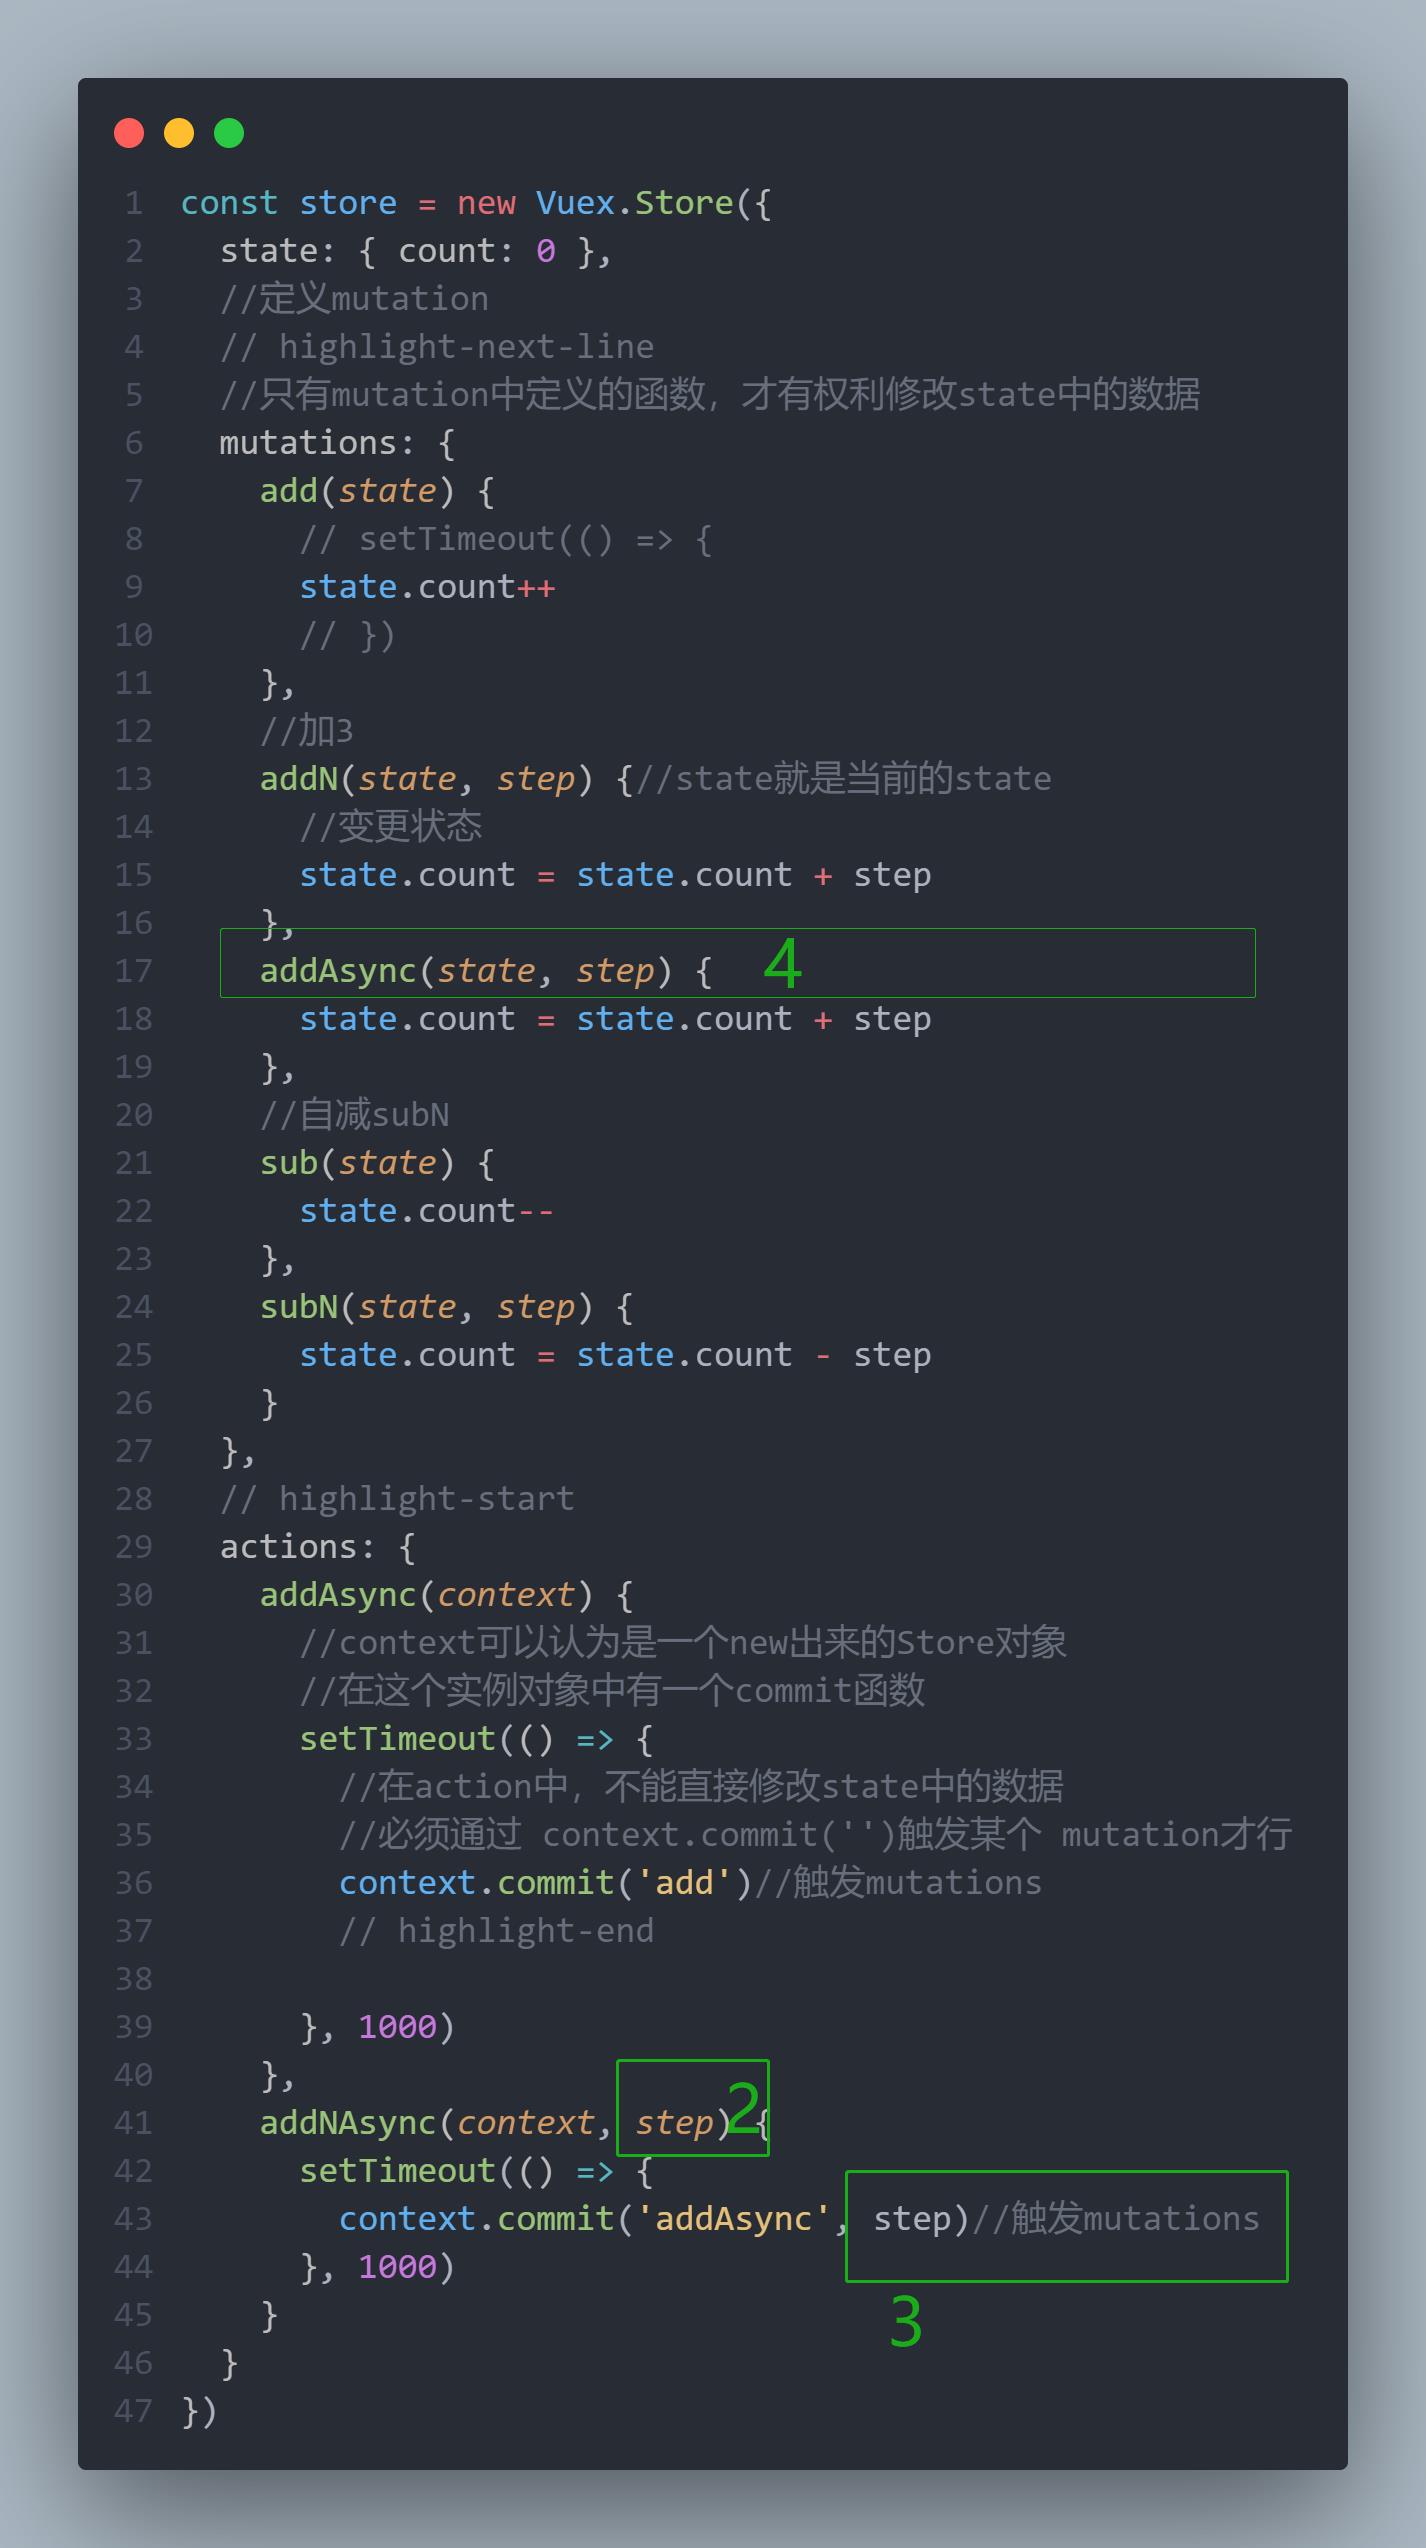 1 const store = new Vuex.Store({
2 state: { count: 0 },
3 //定义mutation
4 // highlight-next-line
5 //只有mutation中定义的函数，才有权利修改state中的数据
6 mutations: {
7 add(state) {
8 // setTimeout(() => {
9 state.count++
10 // })
11 },
12 //加3
13 addN(state, step) {//state就是当前的state
14 //变更状态
15 state.count = state.count + step
16 },
17 addAsync(state, step) { 4
18 state.count = state.count + step
19 },
20 //自减subN
21 sub(state) {
22 state.count--
23 },
24 subN(state, step) {
25 state.count = state.count - step
26 }
27 },
28 // highlight-start
29 actions: {
30 addAsync(context) {
31 //context可以认为是一个new出来的Store对象
32 //在这个实例对象中有一个commit函数
33 setTimeout(() => {
34 //在action中，不能直接修改state中的数据
35 //必须通过 context.commit('')触发某个 mutation才行
36 context.commit('add')//触发mutations
37 // highlight-end
38
39 }, 1000)
40 },
41 addNAsync(context, step) { 2
42 setTimeout(() => {
43 context.commit('addAsync', step)//触发mutations
44 }, 1000)
45 }
3
46 }
47 })